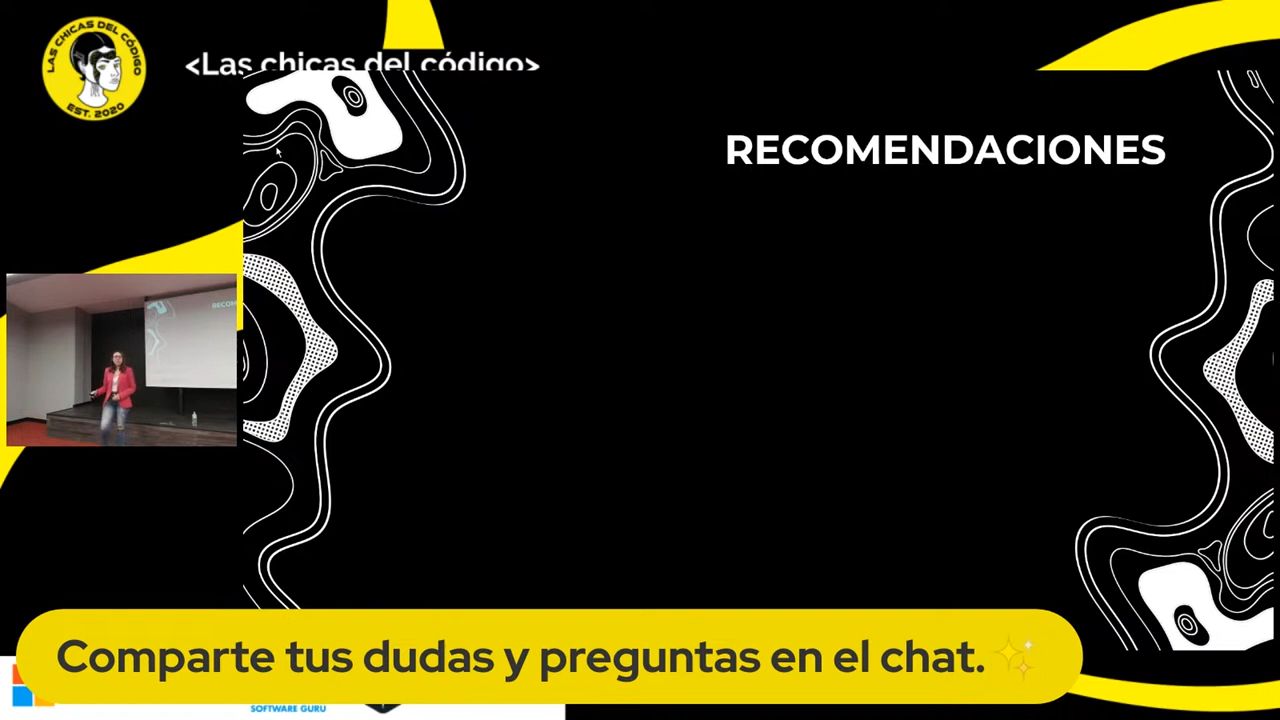 LAS CHICAS DEL CÓDIGO
EST. 2020
<Las chicas del código>
RECOMENDACIONES
RECOM
Comparte tus dudas y preguntas en el chat.
SOFTWARE GURU